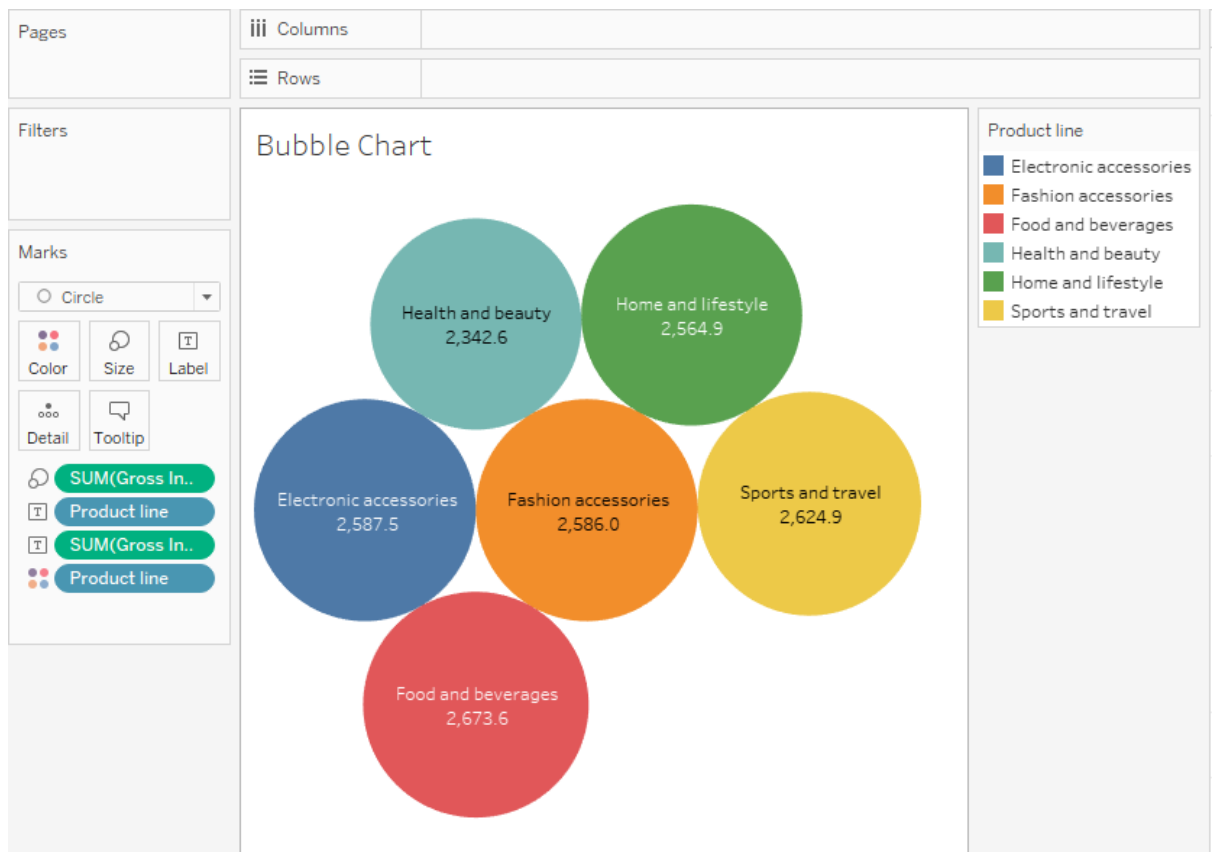 Pages
Columns
Rows
Filters
Marks
Circle
Color
Size
T
Label
Detail
Tooltip
SUM(Gross In..
T
Product line
T
SUM(Gross In..
Product line
Bubble Chart
Health and beauty
2,342.6
Home and lifestyle
2,564.9
Electronic accessories
2,587.5
Fashion accessories
2,586.0
Sports and travel
2,624.9
Food and beverages
2,673.6
Product line
Electronic accessories
Fashion accessories
Food and beverages
Health and beauty
Home and lifestyle
Sports and travel